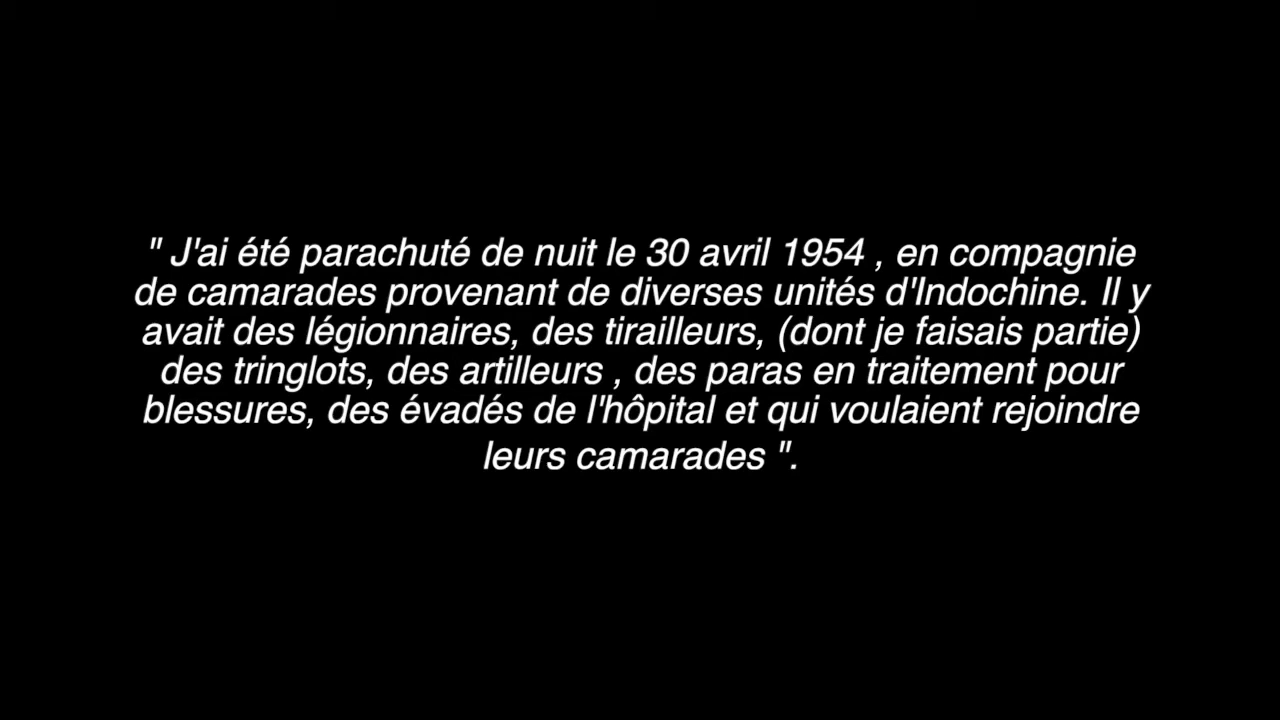 " J'ai été parachuté de nuit le 30 avril 1954 , en compagnie
de camarades provenant de diverses unités d'Indochine. Il y
avait des légionnaires, des tirailleurs, (dont je faisais partie)
des tringlots, des artilleurs , des paras en traitement pour
blessures, des évadés de l'hôpital et qui voulaient rejoindre
leurs camarades ".